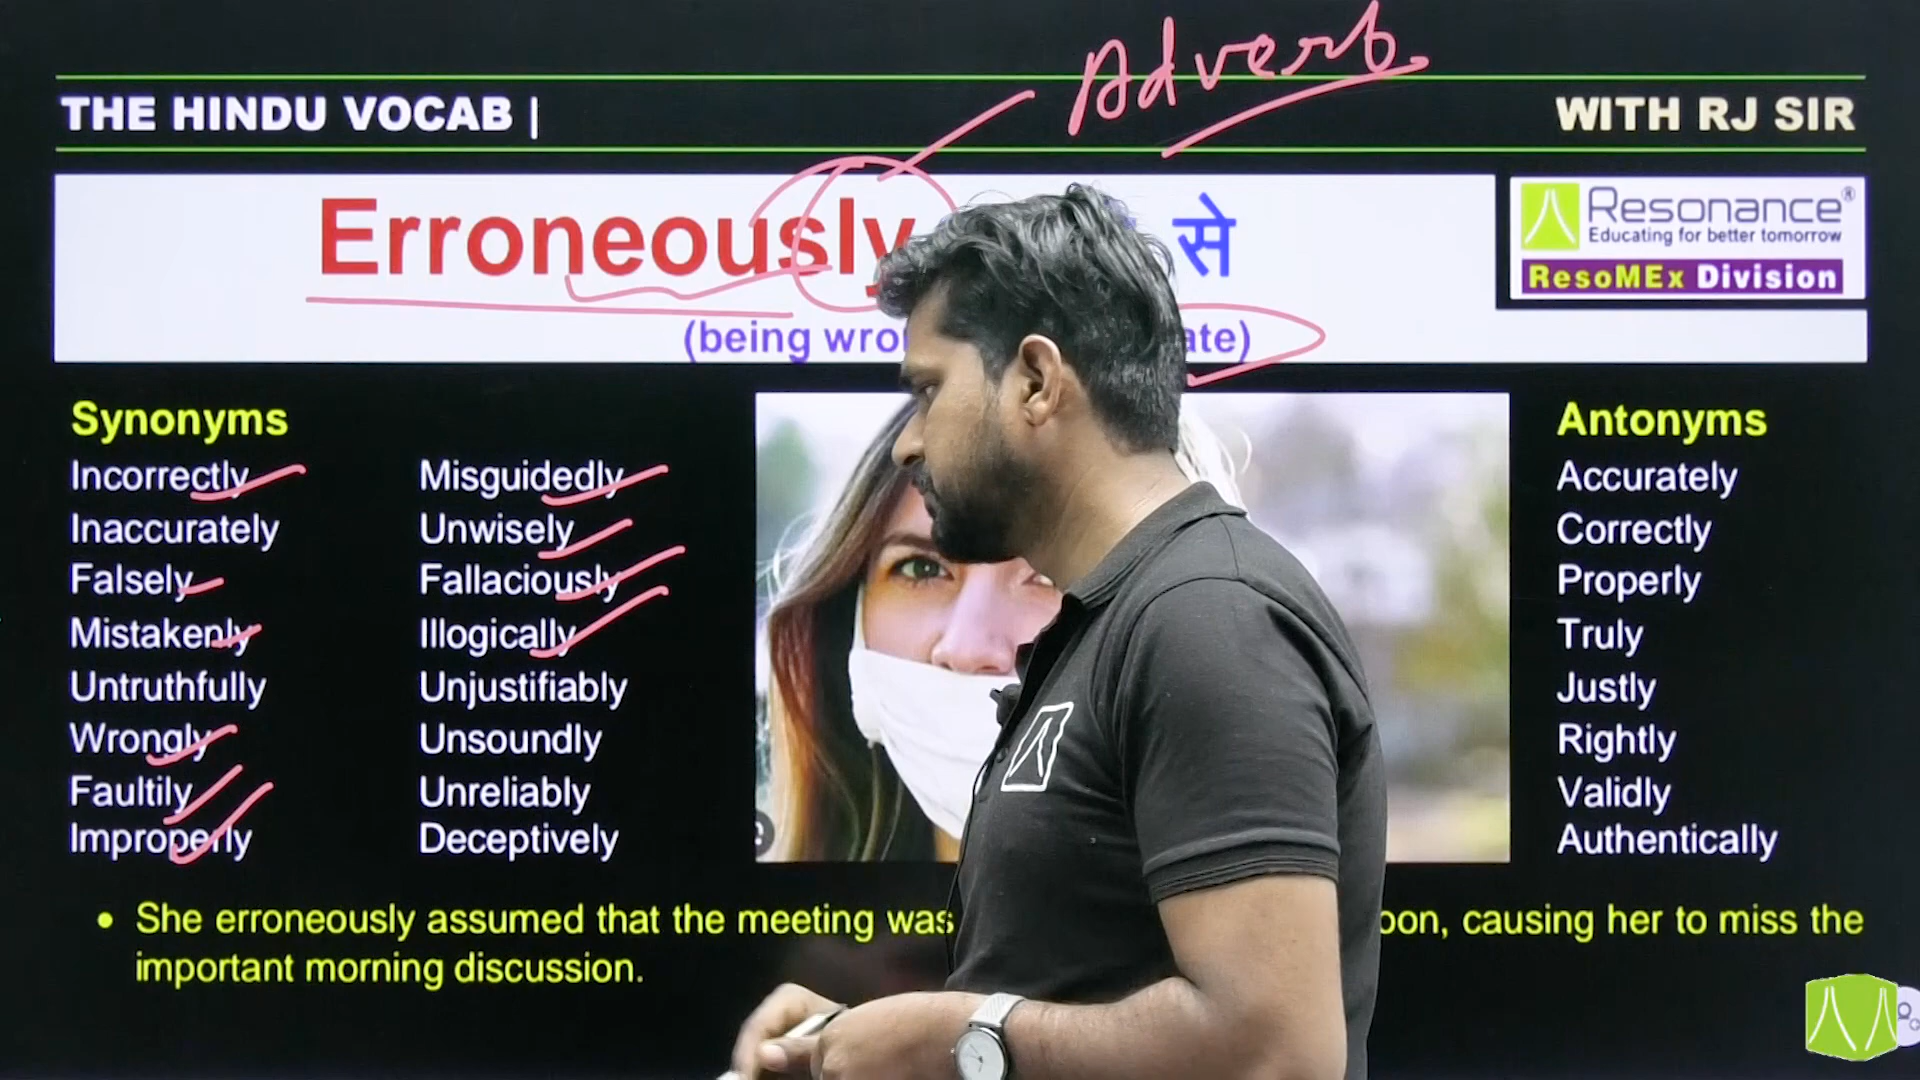 Adverb
THE HINDU VOCAB |
WITH RJ SIR
Erroneously से
(being
Resonance®
Educating for better tomorrow
ResoMEx Division
Synonyms
Incorrectly
Inaccurately
Falsely
Mistakenly
Untruthfully
Wrongly
Faultily
Improperly
Misguidedly
Unwisely
Fallaciously
Illogically
Unjustifiably
Unsoundly
Unreliably
Deceptively
Antonyms
Accurately
Correctly
Properly
Truly
Justly
Rightly
Validly
Authentically
• She erroneously assumed that the meeting was causing her to miss the
important morning discussion.